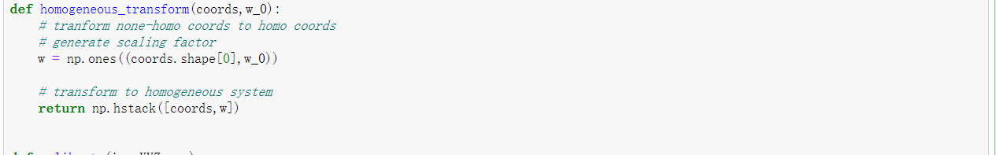 def homogeneous_transform(coords,w_0):
    # tranform none-homo coords to homo coords
    # generate scaling factor
    w = np.ones((coords.shape[0],w_0))
    # transform to homogeneous system
    return np.hstack([coords,w])